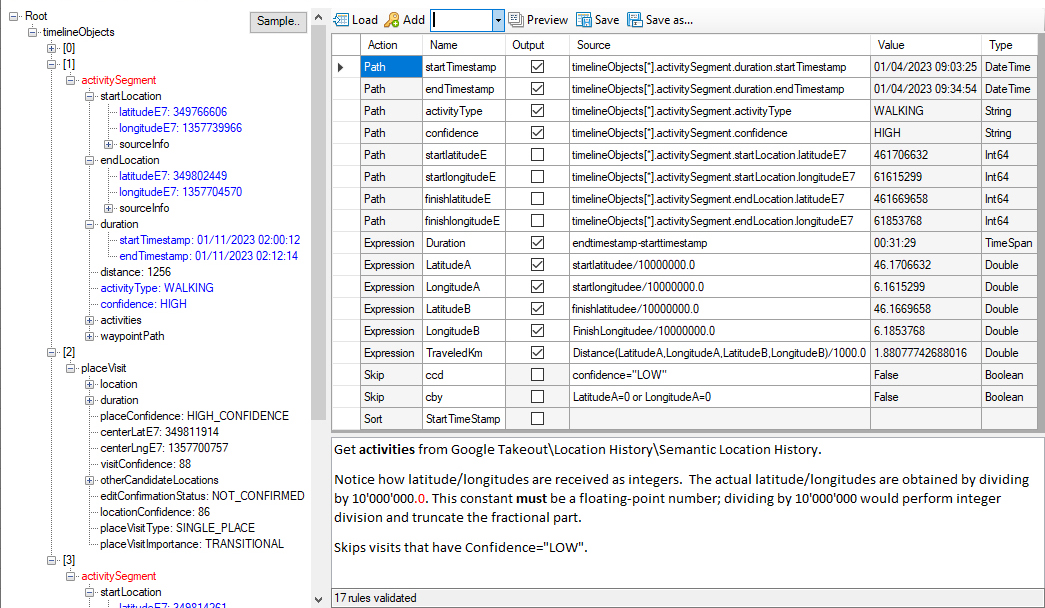 Root
timelineObjects
[0]
[1]
activitySegment
startLocation
latitudeE7: 349766606
longitudeE7: 1357739966
sourceInfo
endLocation
latitudeE7: 349802449
longitudeE7: 1357704570
sourceInfo
duration
startTimestamp: 01/11/2023 02:00:12
endTimestamp: 01/11/2023 02:12:14
distance: 1256
activityType: WALKING
confidence: HIGH
activities
waypointPath
[2]
placeVisit
location
duration
placeConfidence: HIGH_CONFIDENCE
centerLatE7: 349811914
centerLngE7: 1357700757
visitConfidence: 88
otherCandidateLocations
editConfirmationStatus: NOT_CONFIRMED
locationConfidence: 86
placeVisitType: SINGLE_PLACE
placeVisitImportance: TRANSITIONAL
[3]
activitySegment
startLocation
latitudeE7: 349814261
Sample..
Load Add Preview Save Save as...
Action Name Output Source Value Type
Path startTimestamp timelineObjects[*].activitySegment.duration.startTimestamp 01/04/2023 09:03:25 DateTime
Path endTimestamp timelineObjects[*].activitySegment.duration.endTimestamp 01/04/2023 09:34:54 DateTime
Path activityType timelineObjects[*].activitySegment.activityType WALKING String
Path confidence timelineObjects[*].activitySegment.confidence HIGH String
Path startlatitudeE timelineObjects[*].activitySegment.startLocation.latitudeE7 461706632 Int64
Path startlongitudeE timelineObjects[*].activitySegment.startLocation.longitudeE7 61615299 Int64
Path finishlatitudeE timelineObjects[*].activitySegment.endLocation.latitudeE7 461669658 Int64
Path finishlongitudeE timelineObjects[*].activitySegment.endLocation.longitudeE7 61853768 Int64
Expression Duration endtimestamp-starttimestamp 00:31:29 TimeSpan
Expression LatitudeA startlatitudee/10000000.0 46.1706632 Double
Expression LongitudeA startlongitudee/10000000.0 6.1615299 Double
Expression LatitudeB finishlatitudee/10000000.0 46.1669658 Double
Expression LongitudeB FinishLongitudee/10000000.0 6.1853768 Double
Expression TraveledKm Distance(LatitudeA,LongitudeA,LatitudeB,LongitudeB)/1000.0 1.88077742688016 Double
Skip ccd confidence="LOW" False Boolean
Skip cby LatitudeA=0 or LongitudeA=0 False Boolean
Sort StartTimeStamp
Get activities from Google Takeout\Location History\Semantic Location History.
Notice how latitude/longitudes are received as integers.  The actual latitude/longitudes are obtained by dividing
by 10'000'000.0. This constant must be a floating-point number; dividing by 10'000'000 would perform integer
division and truncate the fractional part.
Skips visits that have Confidence="LOW".
17 rules validated